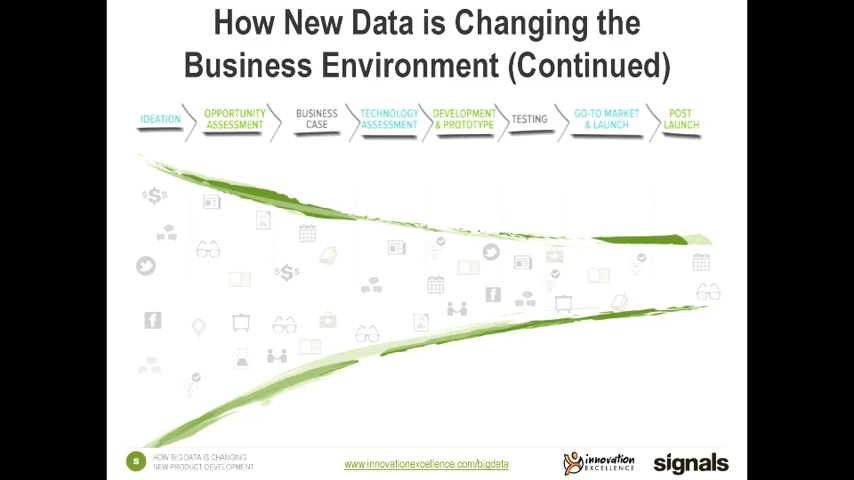 How New Data is Changing the
Business Environment (Continued)
IDEATION
OPPORTUNITY
ASSESSMENT
BUSINESS
CASE
TECHNOLOGY
ASSESSMENT
DEVELOPMENT
& PROTOTYPE
TESTING
GO-TO MARKET
& LAUNCH
POST
LAUNCH
S
HOW BIG DATA IS CHANGING
NEW PRODUCT DEVELOPMENT
www.innovationexcellence.com/bigdata
innovation
EXCELLENCE
signals